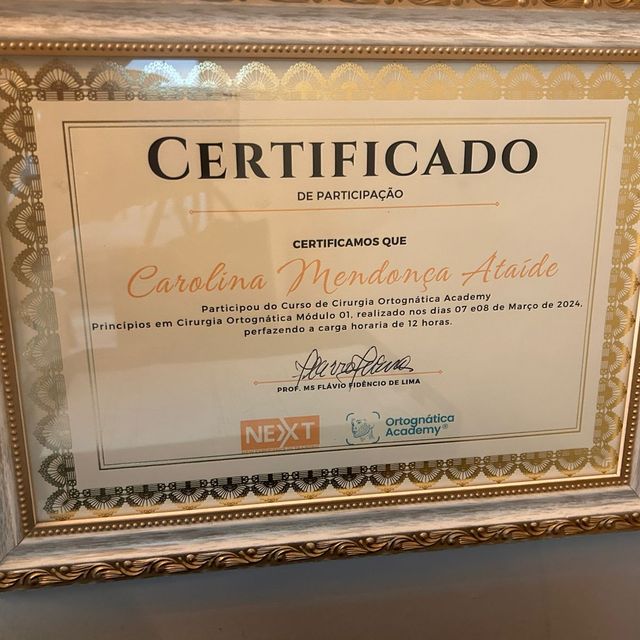 CERTIFICADO
DE PARTICIPAÇÃO
CERTIFICAMOS QUE
Carolina Mendonça Ataíde
Participou do Curso de Cirurgia Ortognática Academy
Princípios em Cirurgia Ortognática Módulo 01, realizado nos dias 07 e08 de Março de 2024,
perfazendo a carga horaria de 12 horas.
PROF. MS FLÁVIO FIDÊNCIO DE LIMA
NEXXT
Ortognática
Academy®